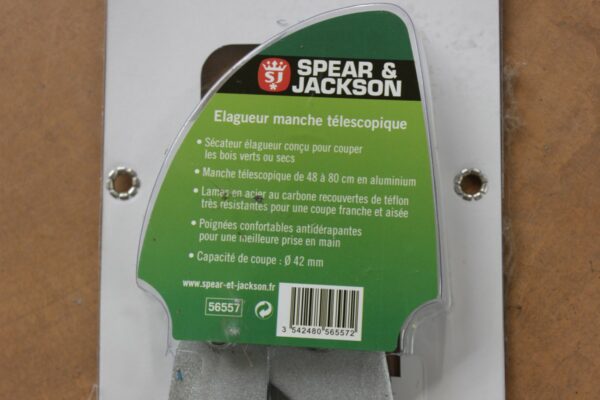 SJ
SPEAR &
JACKSON
Elagueur manche télescopique
• Sécateur élagueur conçu pour couper
les bois verts ou secs
• Manche télescopique de 48 à 80 cm en aluminium
• Lames en acier au carbone recouvertes de téflon
très résistantes pour une coupe franche et aisée
• Poignées confortables antidérapantes
pour une meilleure prise en main
• Capacité de coupe : Ø 42 mm
www.spear-et-jackson.fr
56557
3 542480 565572